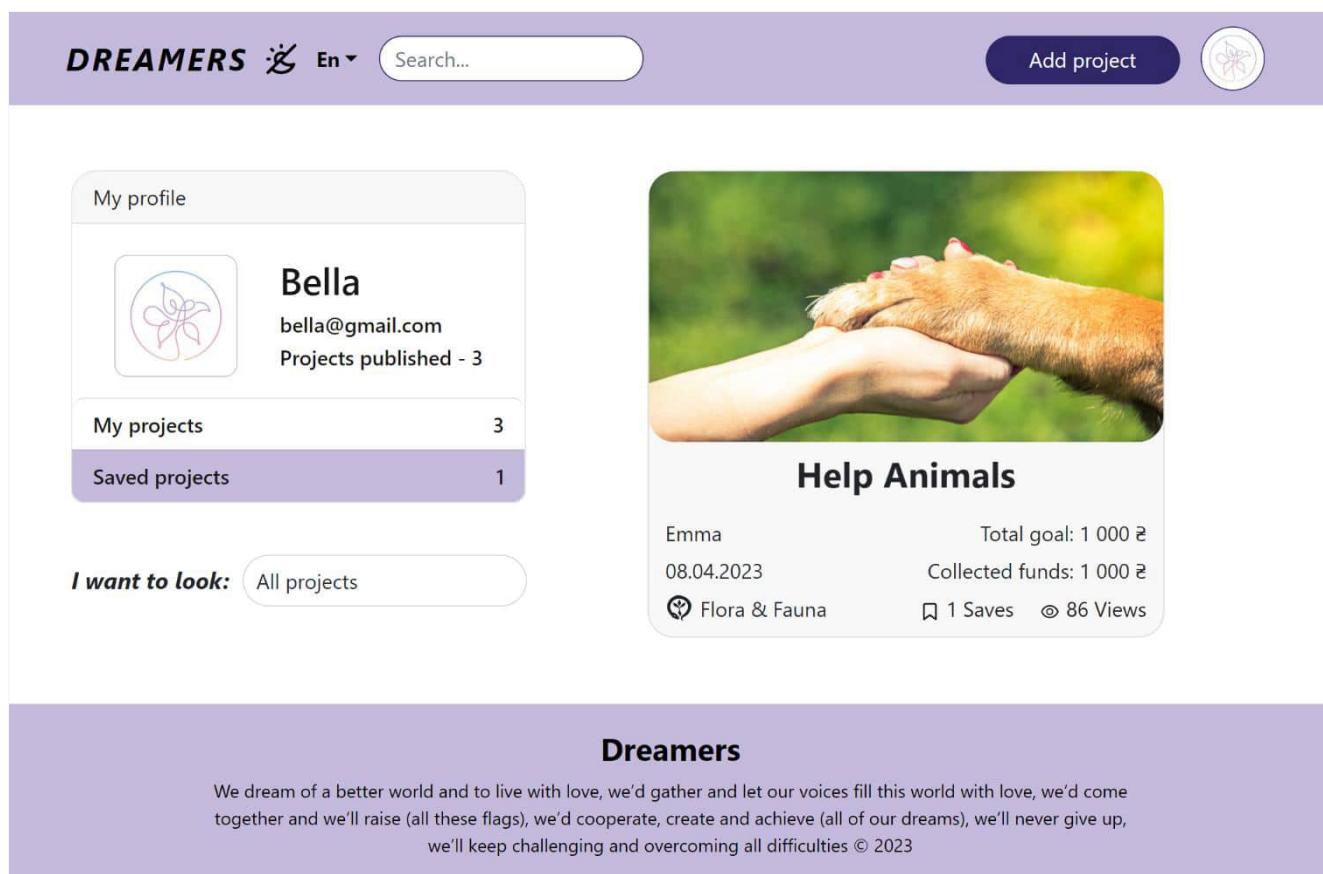 DREAMERS En Search... Add project
My profile
Bella
bella@gmail.com
Projects published - 3
My projects 3
Saved projects 1
I want to look: All projects
Help Animals
Emma Total goal: 1 000 ₴
08.04.2023 Collected funds: 1 000 ₴
Flora & Fauna 1 Saves 86 Views
Dreamers
We dream of a better world and to live with love, we’d gather and let our voices fill this world with love, we’d come
together and we’ll raise (all these flags), we’d cooperate, create and achieve (all of our dreams), we’ll never give up,
we’ll keep challenging and overcoming all difficulties © 2023